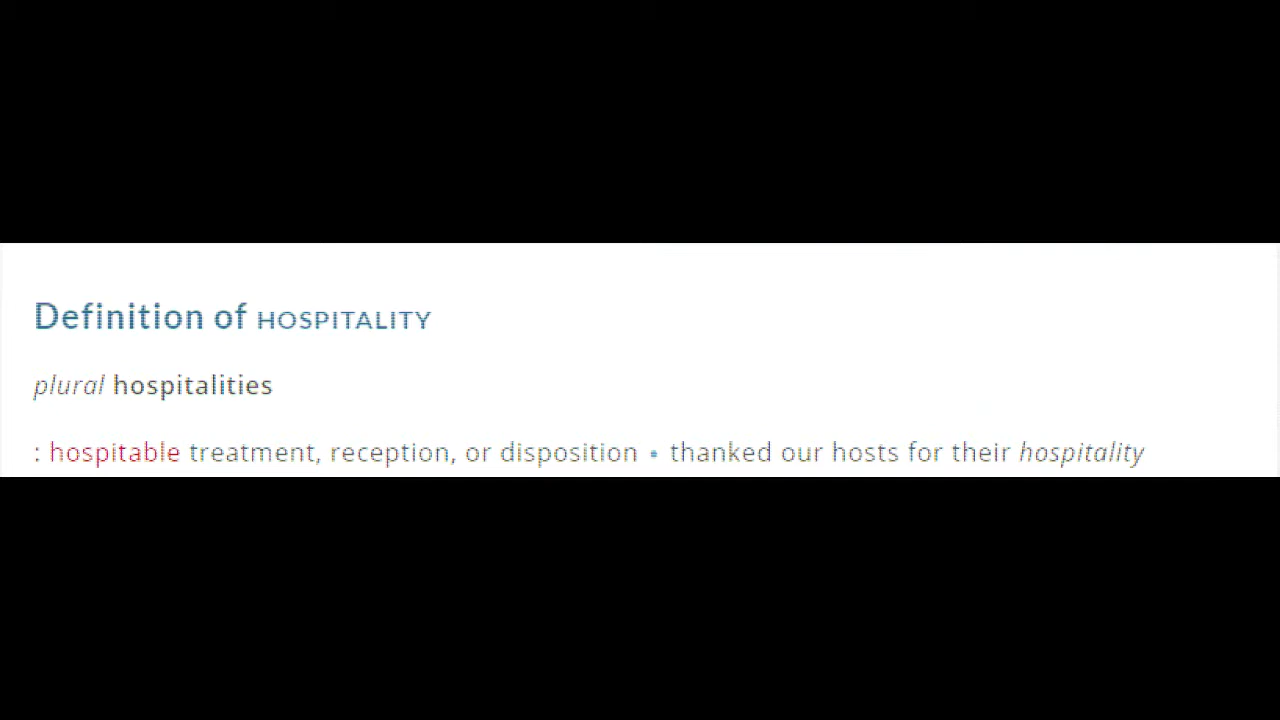 Definition of HOSPITALITY
plural hospitalities
: hospitable treatment, reception, or disposition • thanked our hosts for their hospitality